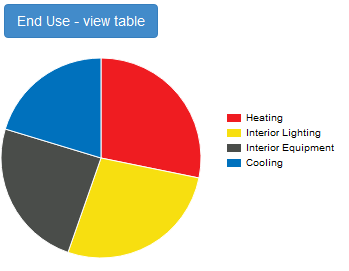 End Use - view table
Heating
Interior Lighting
Interior Equipment
Cooling